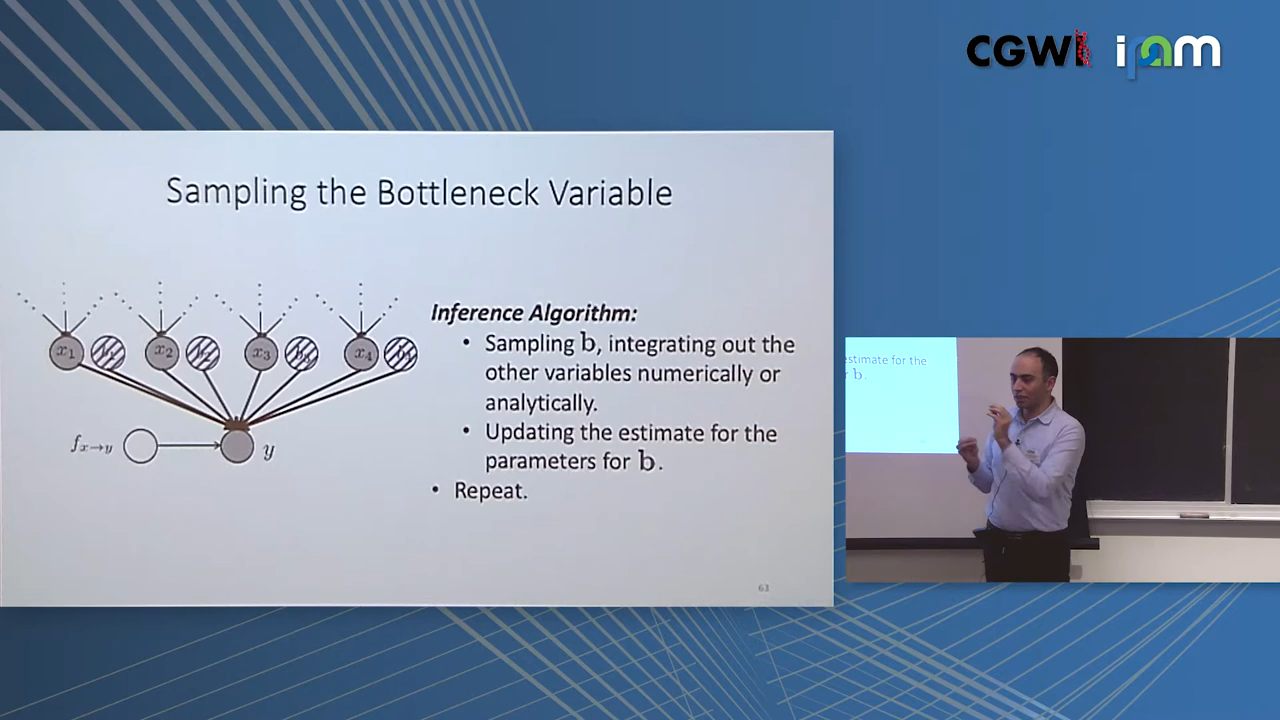 CGWI ipam
Sampling the Bottleneck Variable
x1 x2 x3 x4
f x→y
y
Inference Algorithm:
• Sampling b, integrating out the
other variables numerically or
analytically.
• Updating the estimate for the
parameters for b.
• Repeat.
61
estimate for the
b.